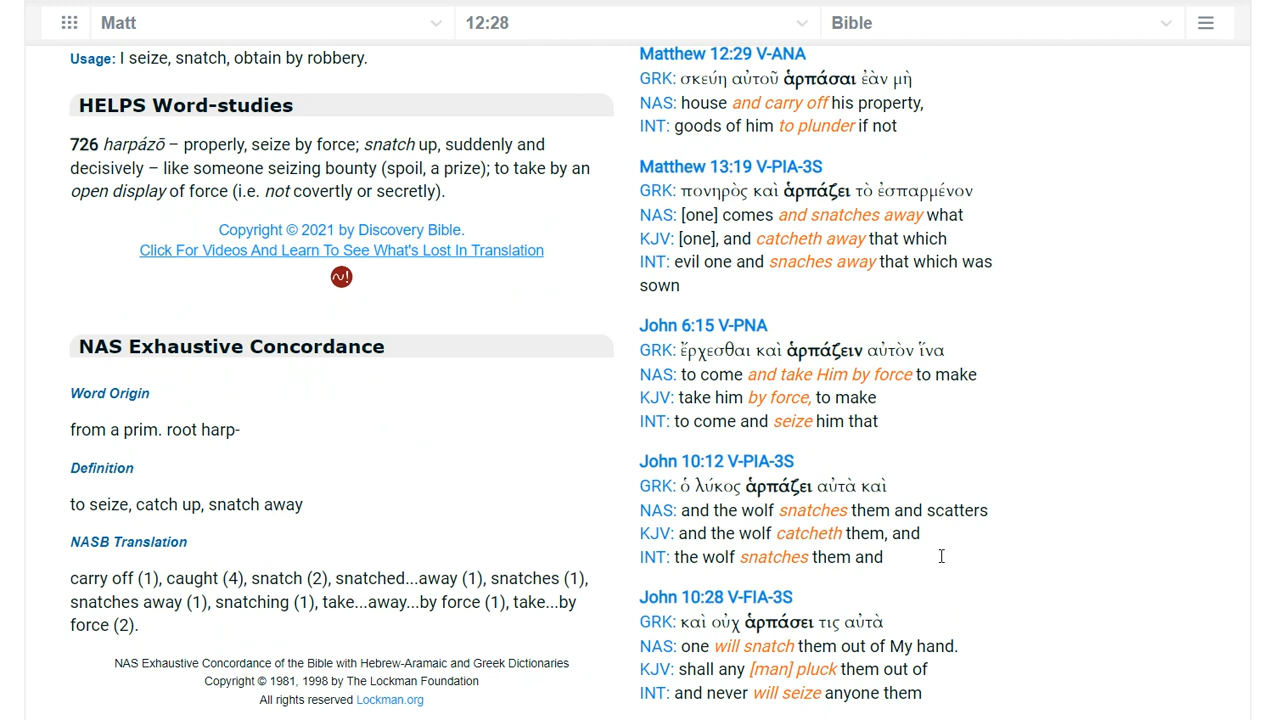 Matt
12:28
Bible
Usage: I seize, snatch, obtain by robbery.
HELPS Word-studies
726 harpázō – properly, seize by force; snatch up, suddenly and
decisively – like someone seizing bounty (spoil, a prize); to take by an
open display of force (i.e. not covertly or secretly).
Copyright © 2021 by Discovery Bible.
Click For Videos And Learn To See What's Lost In Translation
NAS Exhaustive Concordance
Word Origin
from a prim. root harp-
Definition
to seize, catch up, snatch away
NASB Translation
carry off (1), caught (4), snatch (2), snatched...away (1), snatches (1),
snatches away (1), snatching (1), take...away...by force (1), take...by
force (2).
NAS Exhaustive Concordance of the Bible with Hebrew-Aramaic and Greek Dictionaries
Copyright © 1981, 1998 by The Lockman Foundation
All rights reserved Lockman.org
Matthew 12:29 V-ANA
GRK: σκεύη αὐτοῦ ἁρπάσαι ἐὰν μὴ
NAS: house and carry off his property,
INT: goods of him to plunder if not
Matthew 13:19 V-PIA-3S
GRK: πονηρὸς καὶ ἁρπάζει τὸ ἐσπαρμένον
NAS: [one] comes and snatches away what
KJV: [one], and catcheth away that which
INT: evil one and snaches away that which was
sown
John 6:15 V-PNA
GRK: ἔρχεσθαι καὶ ἁρπάζειν αὐτὸν ἵνα
NAS: to come and take Him by force to make
KJV: take him by force, to make
INT: to come and seize him that
John 10:12 V-PIA-3S
GRK: ὁ λύκος ἁρπάζει αὐτὰ καὶ
NAS: and the wolf snatches them and scatters
KJV: and the wolf catcheth them, and
INT: the wolf snatches them and
John 10:28 V-FIA-3S
GRK: καὶ οὐχ ἁρπάσει τις αὐτὰ
NAS: one will snatch them out of My hand.
KJV: shall any [man] pluck them out of
INT: and never will seize anyone them